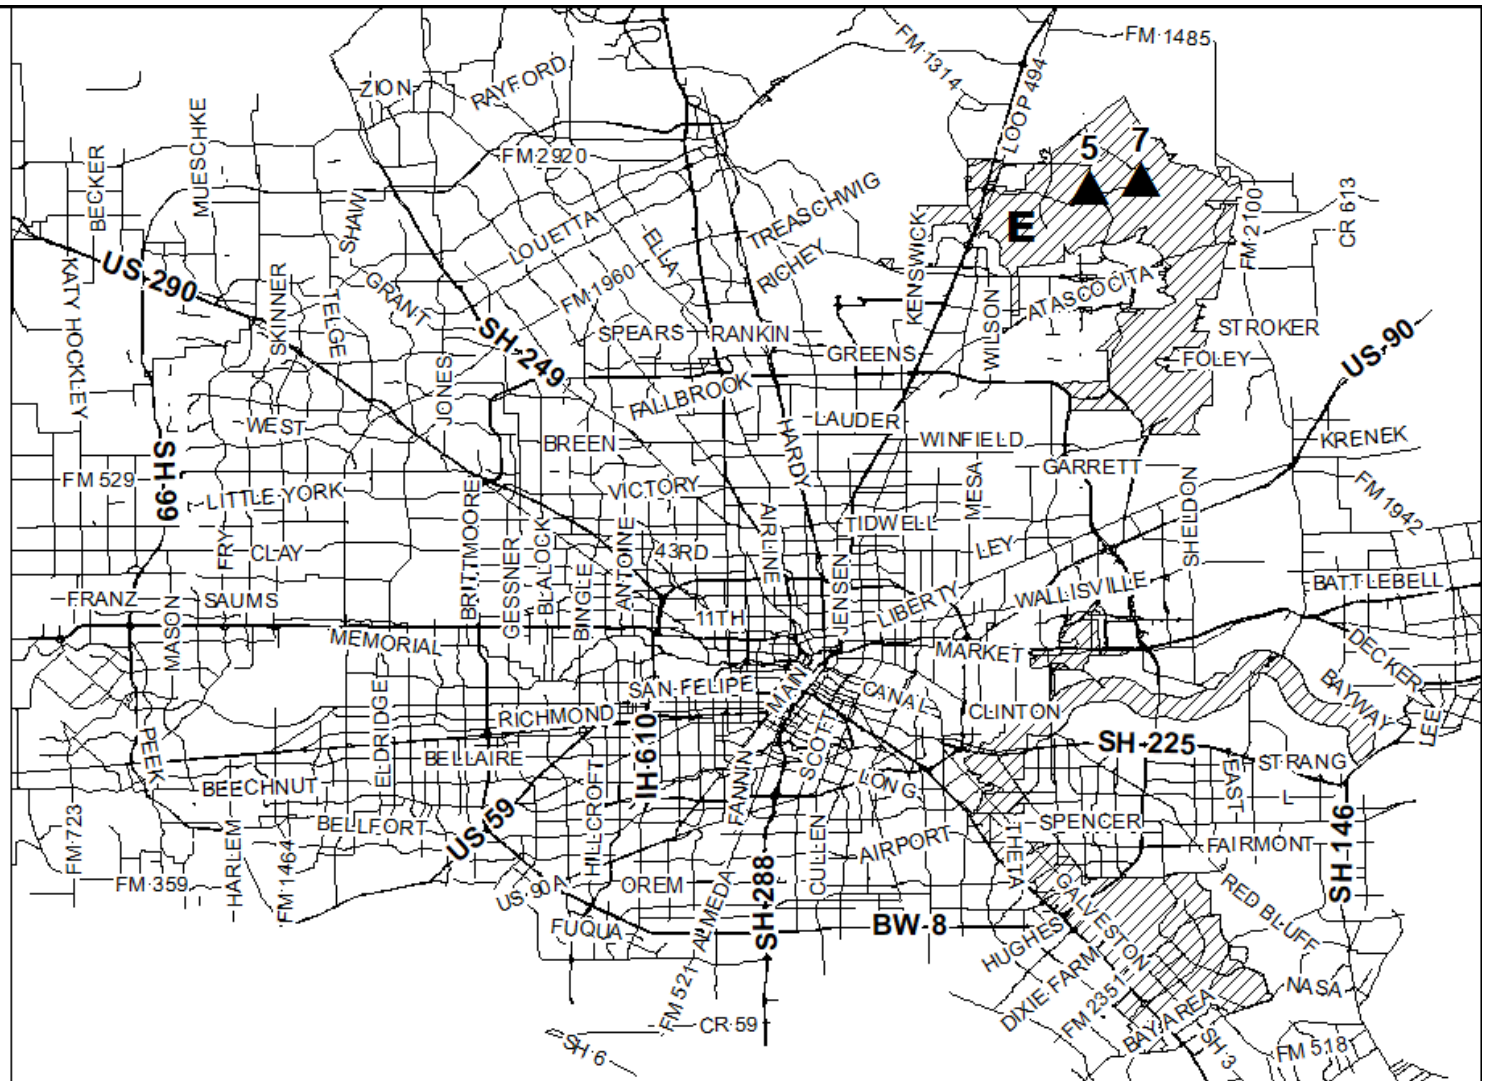 FM 1485
FM 1314
LOOP 494
ZION
RAYFORD
MUESCHKE
BECKER
FM 2920
5
7
E
SHAW
TREASCHWIG
LOUETTA
ELLA
RICHEY
KENSWICK
FM 2100
CR 613
US 290
KATY HOCKLEY
SKINNER
TELGE
GRANT
FM 1960
ATASCOCITA
WILSON
SH 249
SPEARS
RANKIN
GREENS
STROKER
FOLEY
US 90
JONES
FALLBROOK
HARDY
LAUDER
WINFIELD
WEST
BREEN
KRENEK
FM 529
SH 99
LITTLE YORK
VICTORY
MESA
GARRETT
SHELDON
FM 1942
BRITTMOORE
AIRLINE
TIDWELL
FRY
CLAY
GESSNER
BLALOCK
BINGLE
ANTOINE
43RD
LEY
JENSEN
LIBERTY
WALLISVILLE
BATTLEBELL
FRANZ
SAUMS
MASON
11TH
MEMORIAL
MARKET
DECKER
SAN FELIPE
MAIN
CANAL
CLINTON
BAYWAY
LEE
ELDRIDGE
RICHMOND
IH 610
SCOTT
SH 225
PEEK
BELLAIRE
STRANG
BEECHNUT
HILLCROFT
FANNIN
LONG
EAST
L
FM 723
HARLEM
BELLFORT
US 59
CULLEN
AIRPORT
THETA
SPENCER
FAIRMONT
SH 146
FM 359
FM 1464
US 90A
OREM
ALMEDA
SH 288
GALVESTON
RED BLUFF
FUQUA
BW 8
HUGHES
DIXIE FARM
FM 2351
NASA
FM 521
CR 59
BAY AREA
SH 3
FM 518
SH 6